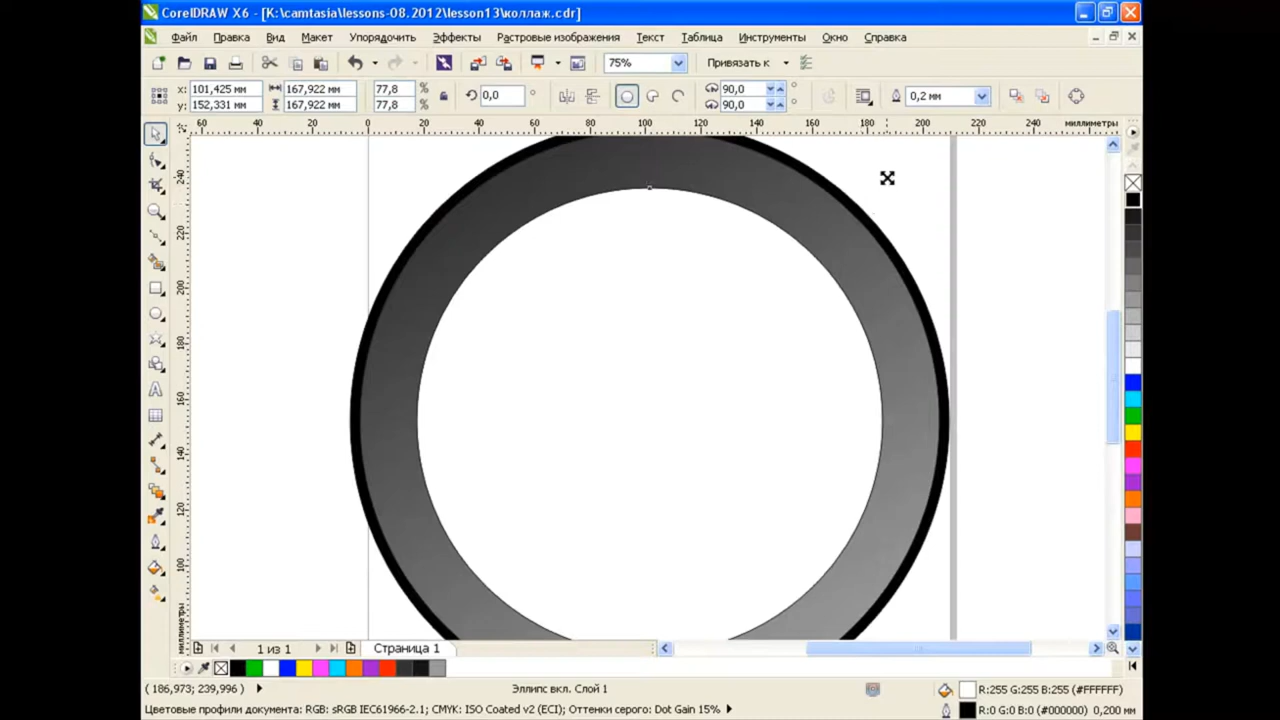 CorelDRAW X6 - [K:\camtasia\lessons-08.2012\lesson13\коллаж.cdr]
Файл Правка Вид Макет Упорядочить Эффекты Растровые изображения Текст Таблица Инструменты Окно Справка
75% Привязать к
x: 101,425 мм 167,922 мм 77,8 % 0,0 ° 90,0 ° 0,2 мм
y: 152,331 мм 167,922 мм 77,8 % 90,0
60 40 20 0 20 40 60 80 100 120 140 160 180 200 220 240 миллиметры
240
220
200
180
160
140
120
100
миллиметры
1 из 1 Страница 1
( 186,973; 239,996 ) Эллипс вкл. Слой 1 R:255 G:255 B:255 (#FFFFFF)
Цветовые профили документа: RGB: sRGB IEC61966-2.1; CMYK: ISO Coated v2 (ECI); Оттенки серого: Dot Gain 15% R:0 G:0 B:0 (#000000) 0,200 мм